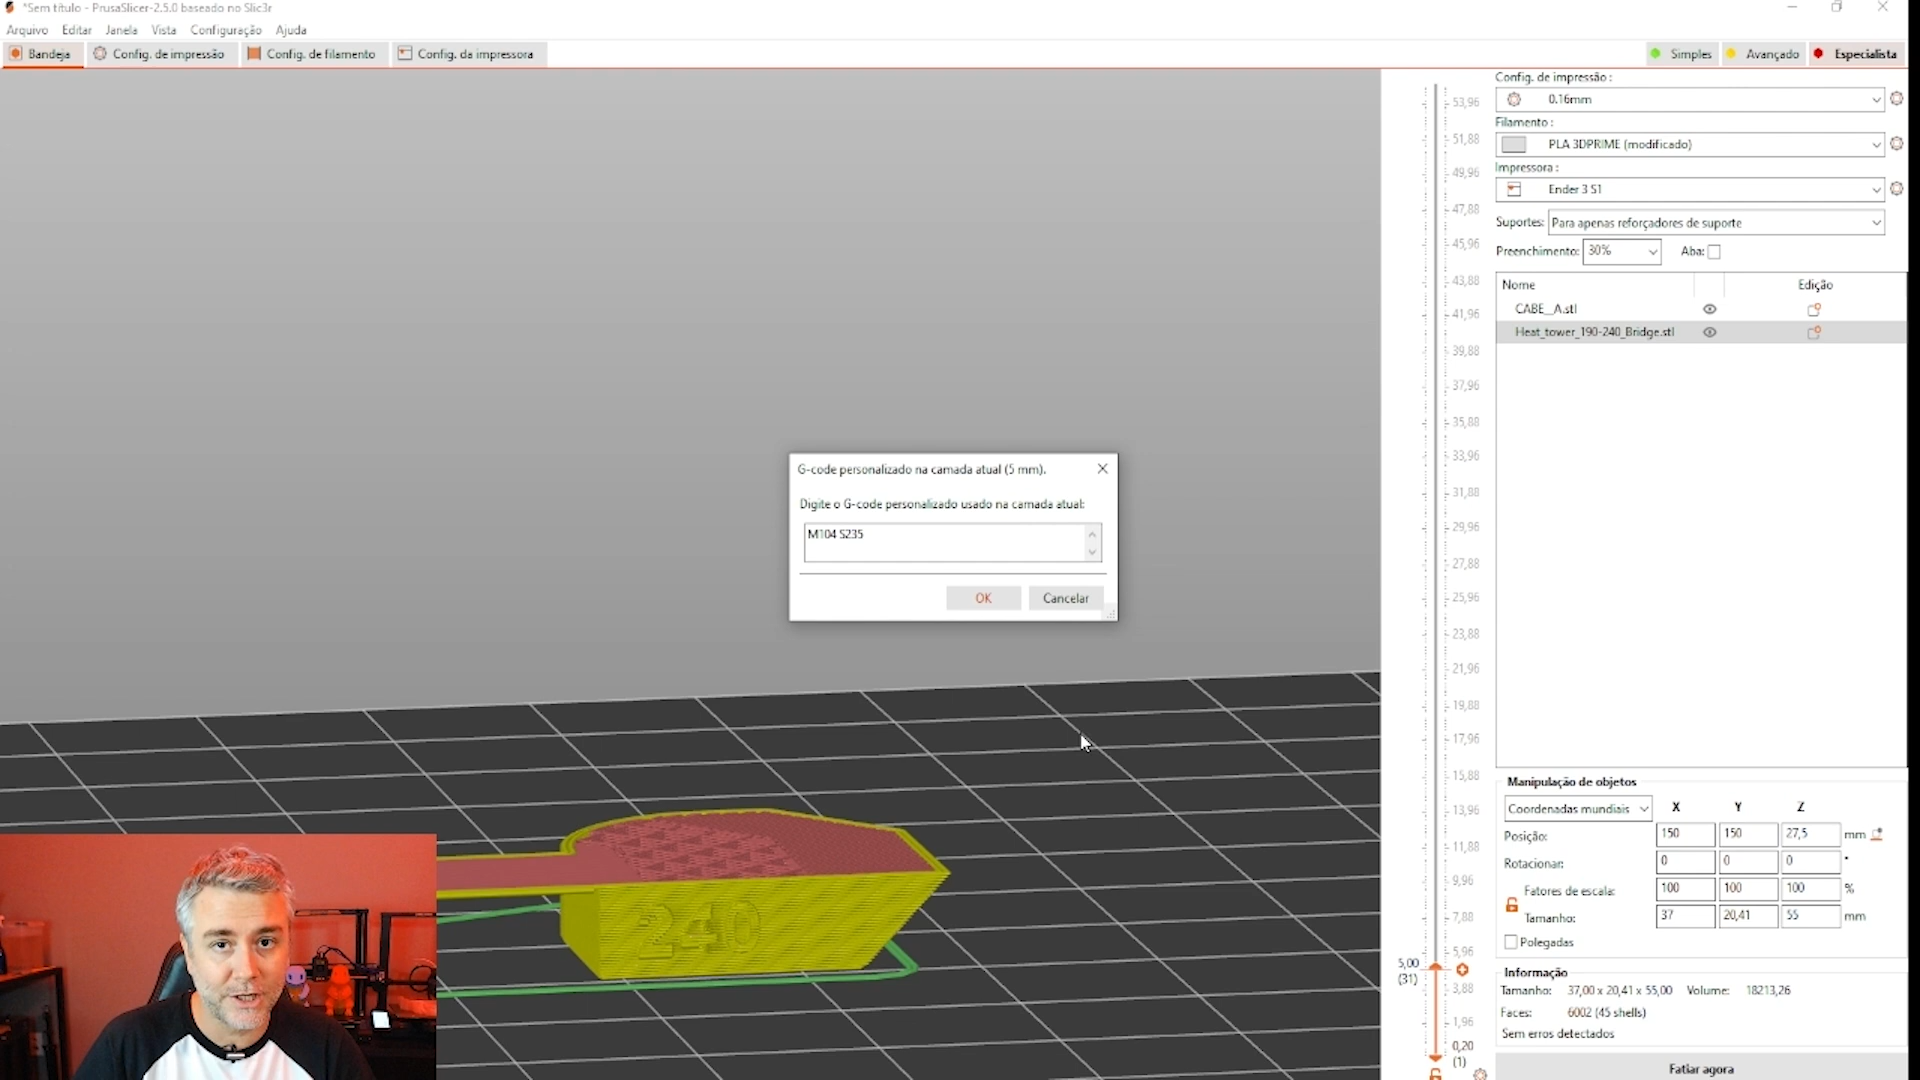 *Sem título - PrusaSlicer-2.5.0 baseado no Slic3r
Arquivo Editar Janela Vista Configuração Ajuda
Bandeja Config. de impressão Config. de filamento Config. da impressora
Simples Avançado Especialista
Config. de impressão :
0.16mm
Filamento :
PLA 3DPRIME (modificado)
Impressora :
Ender 3 S1
Suportes: Para apenas reforçadores de suporte
Preenchimento: 30% Aba:
Nome Edição
CABE__A.stl
Heat_tower_190-240_Bridge.stl
53,96
51,88
49,96
47,88
45,96
43,88
41,96
39,88
37,96
35,88
33,96
31,88
29,96
27,88
25,96
23,88
21,96
19,88
17,96
15,88
13,96
11,88
9,96
7,88
5,96
5,00
(31)
3,88
1,96
0,20
(1)
G-code personalizado na camada atual (5 mm).
Digite o G-code personalizado usado na camada atual:
M104 S235
OK Cancelar
240
Manipulação de objetos
Coordenadas mundiais X Y Z
Posição: 150 150 27,5 mm
Rotacionar: 0 0 0 °
Fatores de escala: 100 100 100 %
Tamanho: 37 20,41 55 mm
Polegadas
Informação
Tamanho: 37,00 x 20,41 x 55,00 Volume: 18213,26
Faces: 6002 (45 shells)
Sem erros detectados
Fatiar agora